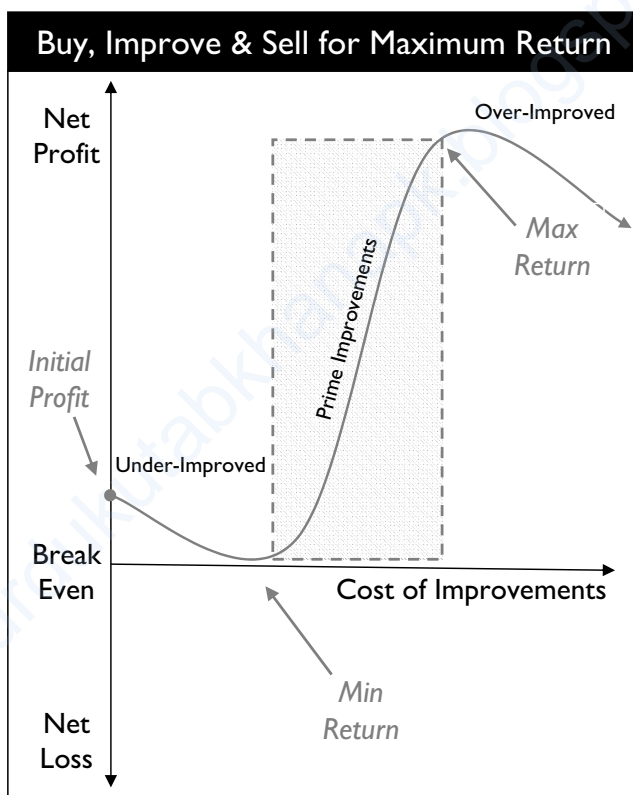 Buy, Improve & Sell for Maximum Return
Net
Profit
Over-Improved
Max
Return
Prime Improvements
Initial
Profit
Under-Improved
Break
Even
Cost of Improvements
Min
Return
Net
Loss